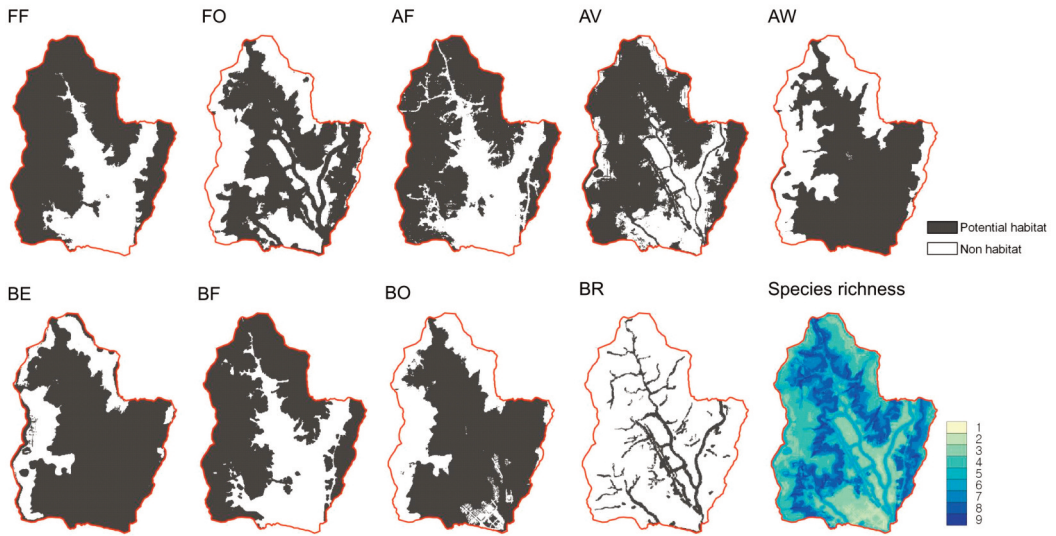 FF
FO
AF
AV
AW
Potential habitat
Non habitat
BE
BF
BO
BR
Species richness
1
2
3
4
5
6
7
8
9